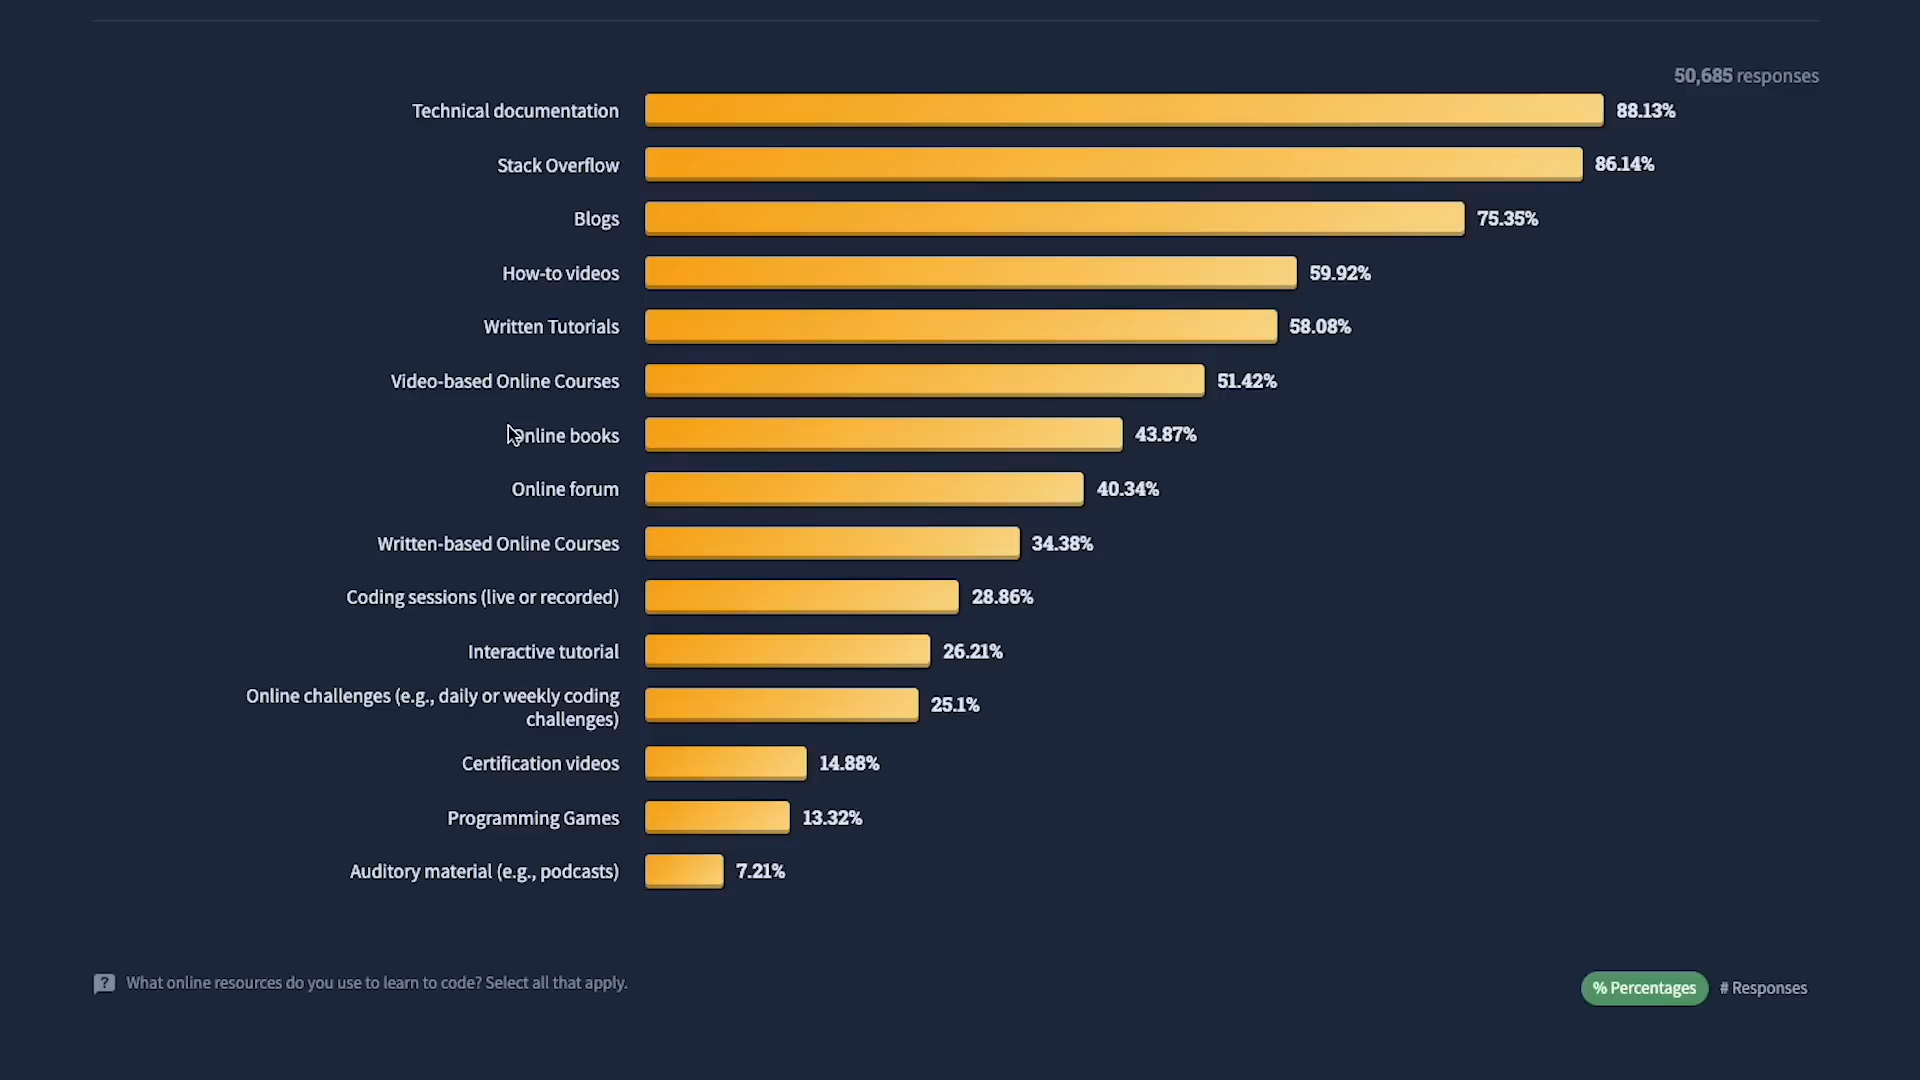 50,685 responses
Technical documentation 88.13%
Stack Overflow 86.14%
Blogs 75.35%
How-to videos 59.92%
Written Tutorials 58.08%
Video-based Online Courses 51.42%
Online books 43.87%
Online forum 40.34%
Written-based Online Courses 34.38%
Coding sessions (live or recorded) 28.86%
Interactive tutorial 26.21%
Online challenges (e.g., daily or weekly coding
challenges) 25.1%
Certification videos 14.88%
Programming Games 13.32%
Auditory material (e.g., podcasts) 7.21%
? What online resources do you use to learn to code? Select all that apply.
% Percentages # Responses